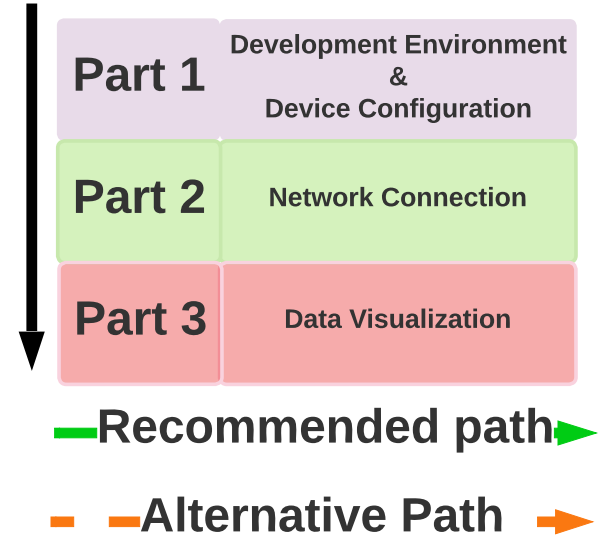 Part 1
Development Environment
&
Device Configuration
Part 2
Network Connection
Part 3
Data Visualization
Recommended path
Alternative Path